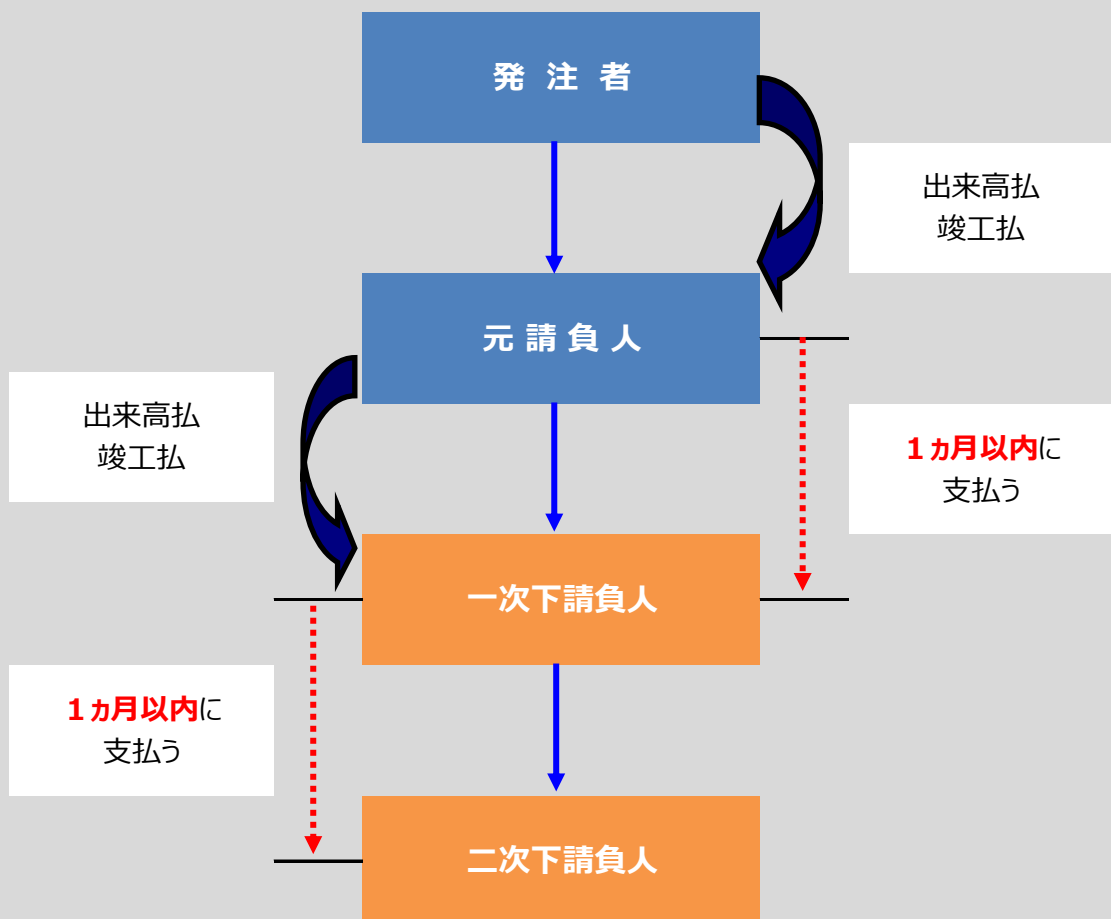 発 注 者
出来高払
竣工払
元 請 負 人
出来高払
竣工払
1ヵ月以内に
支払う
一次下請負人
1ヵ月以内に
支払う
二次下請負人